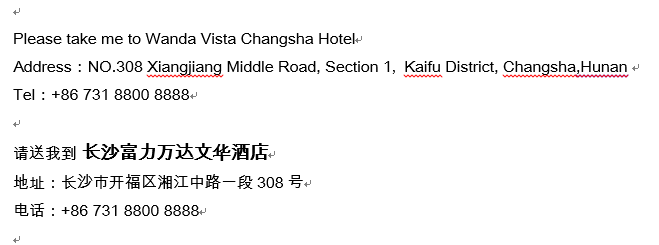 Please take me to Wanda Vista Changsha Hotel
Address：NO.308 Xiangjiang Middle Road, Section 1, Kaifu District, Changsha,Hunan
Tel：+86 731 8800 8888
请送我到 长沙富力万达文华酒店
地址：长沙市开福区湘江中路一段 308 号
电话：+86 731 8800 8888